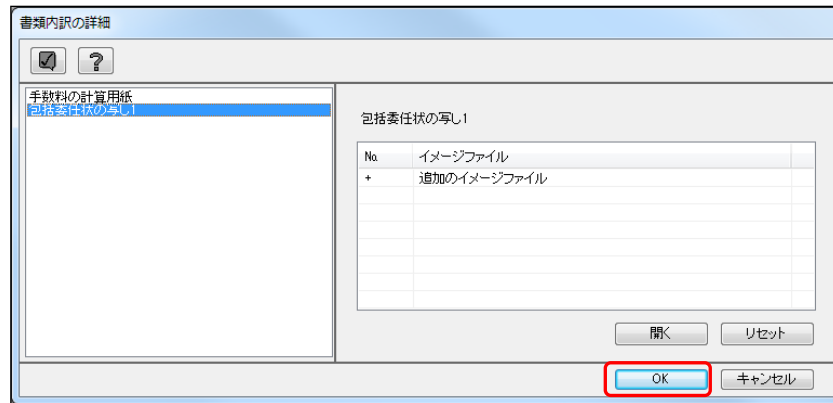 書類内訳の詳細
?
手数料の計算用紙
包括委任状の写し1
包括委任状の写し1
No. イメージファイル
+ 追加のイメージファイル
開く リセット
OK キャンセル